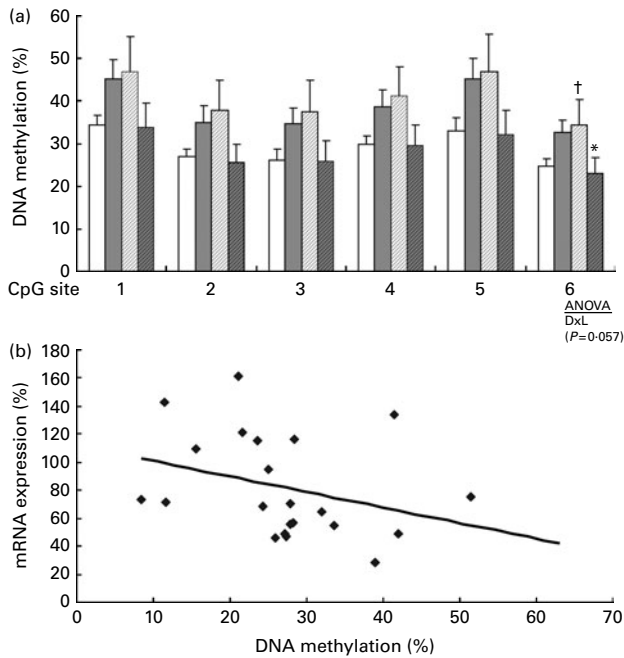 (a)
60
50
40
30
20
10
0
DNA methylation (%)
†
*
CpG site 1 2 3 4 5 6
ANOVA
DxL
(P=0·057)
(b)
180
160
140
120
100
80
60
40
20
0
mRNA expression (%)
0 10 20 30 40 50 60 70
DNA methylation (%)